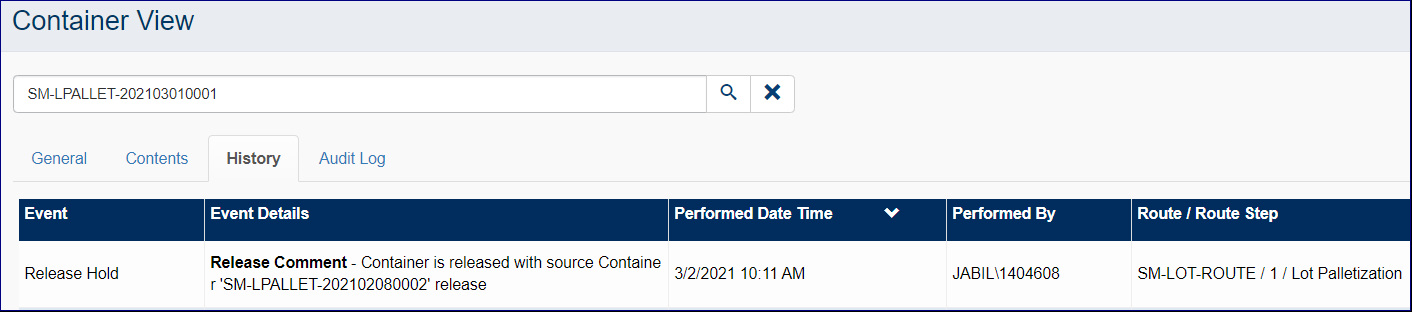 Container View
SM-LPALLET-202103010001
General Contents History Audit Log
Event Event Details Performed Date Time Performed By Route / Route Step
Release Hold Release Comment - Container is released with source Containe 3/2/2021 10:11 AM JABIL\1404608 SM-LOT-ROUTE / 1 / Lot Palletization
r 'SM-LPALLET-202102080002' release